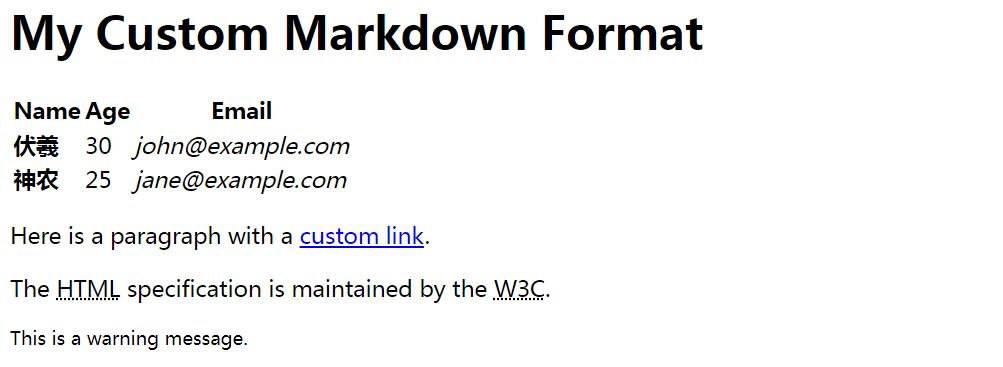 My Custom Markdown Format
Name Age Email
伏羲 30 john@example.com
神农 25 jane@example.com
Here is a paragraph with a custom link.
The HTML specification is maintained by the W3C.
This is a warning message.